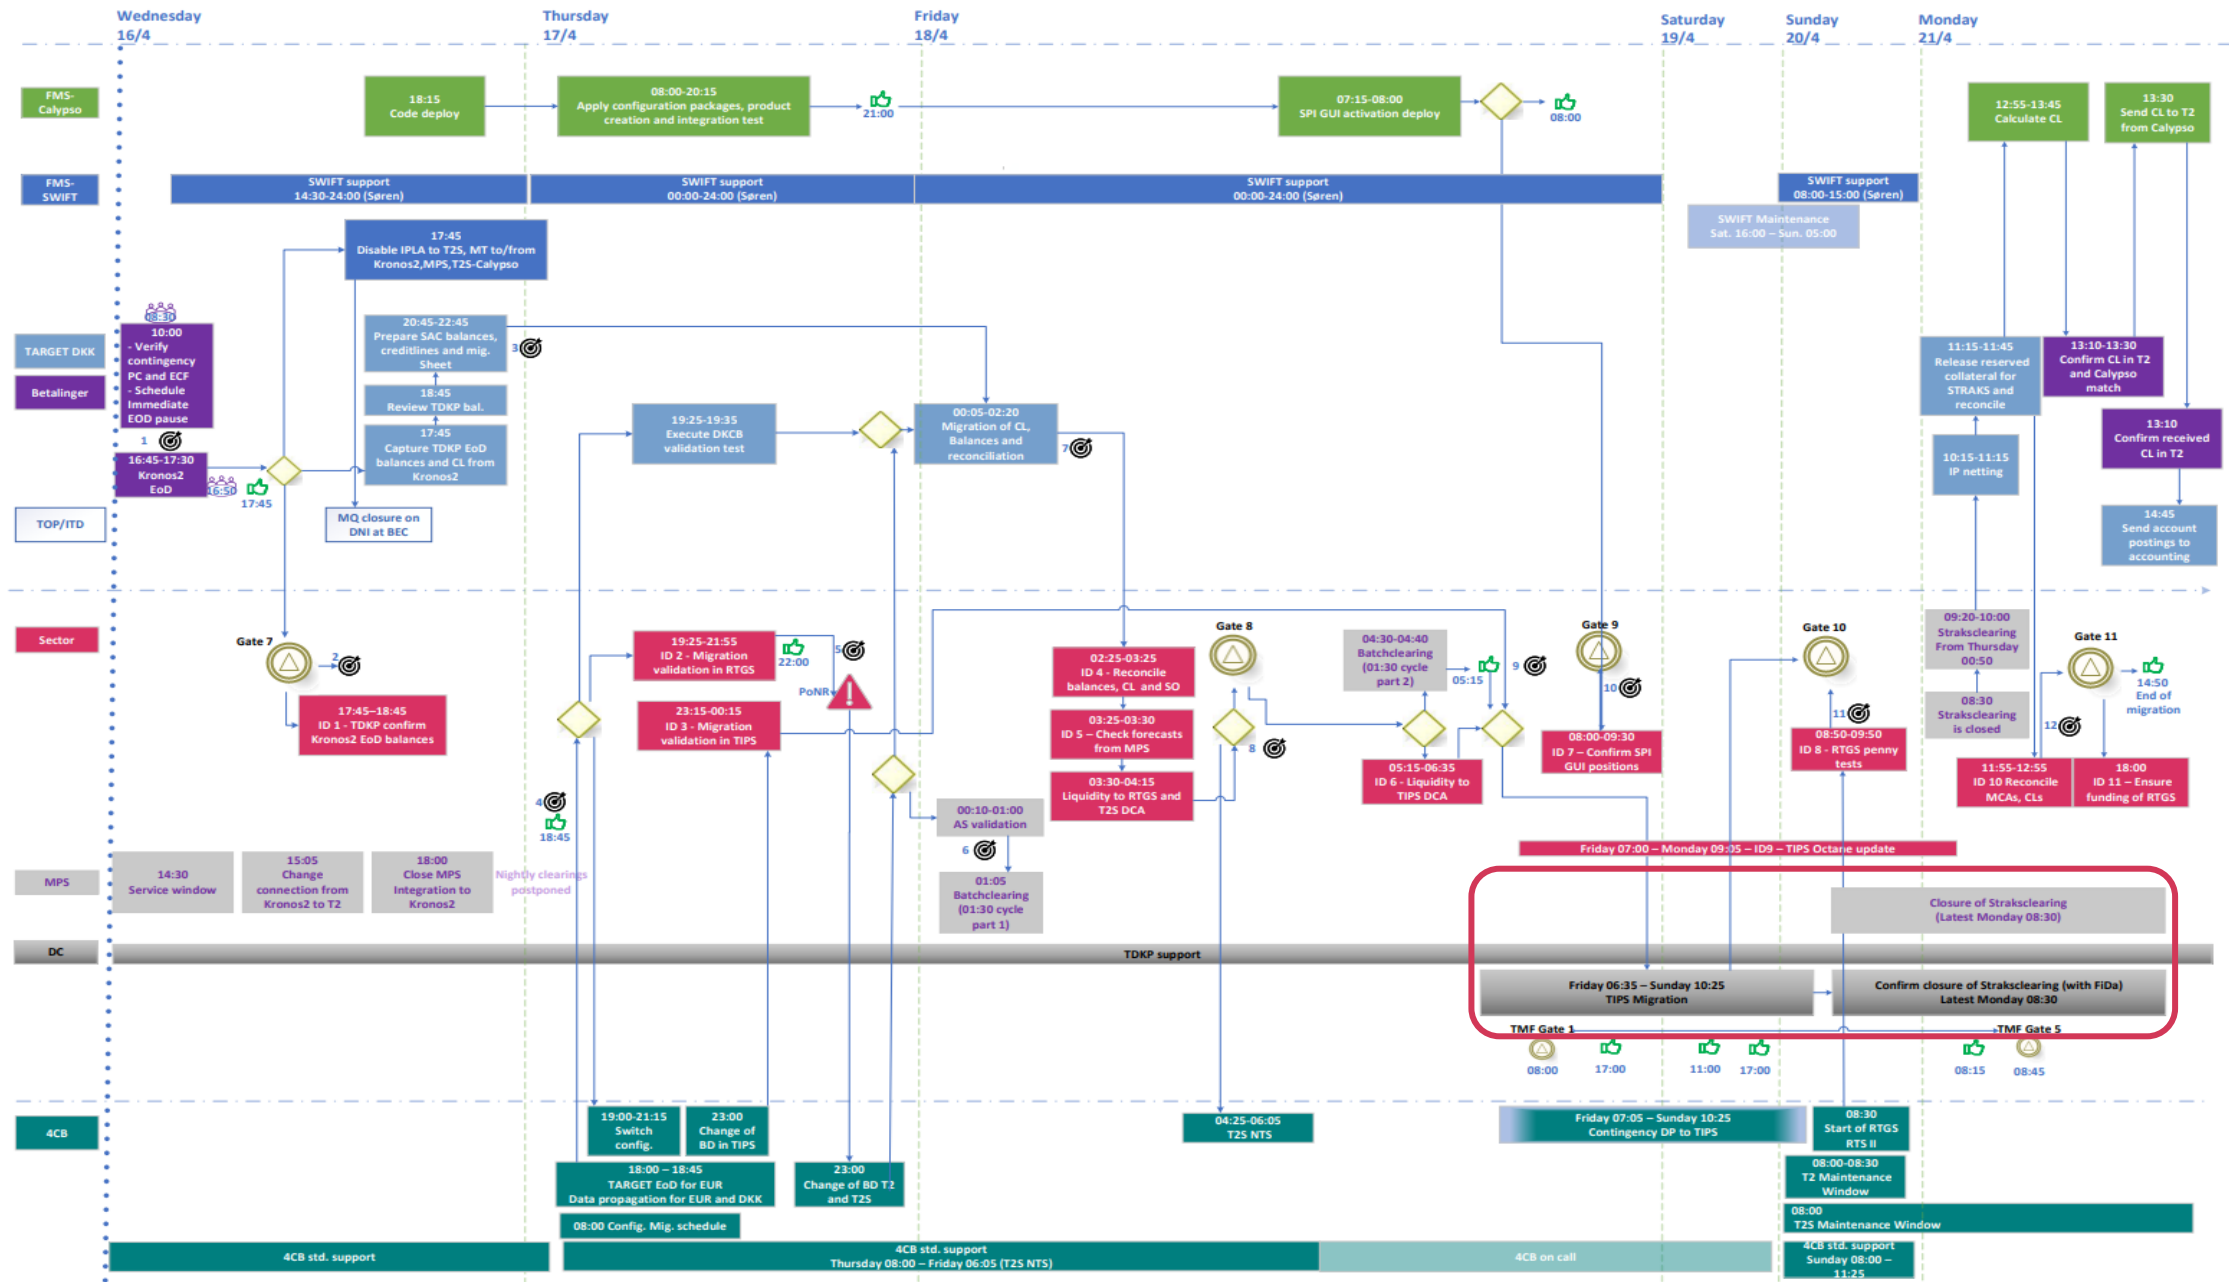 Wednesday
16/4
Thursday
17/4
Friday
18/4
Saturday
19/4
Sunday
20/4
Monday
21/4
FMS-
Calypso
18:15
Code deploy
08:00-20:15
Apply configuration packages, product
creation and integration test
21:00
07:15-08:00
SPI GUI activation deploy
08:00
12:55-13:45
Calculate CL
13:30
Send CL to T2
from Calypso
FMS-
SWIFT
SWIFT support
14:30-24:00 (Søren)
SWIFT support
00:00-24:00 (Søren)
SWIFT support
00:00-24:00 (Søren)
SWIFT support
08:00-15:00 (Søren)
SWIFT Maintenance
Sat. 16:00 – Sun. 05:00
17:45
Disable IPLA to T2S, MT to/from
Kronos2,MPS,T2S-Calypso
TARGET DKK
Betalinger
TOP/ITD
08:30
10:00
- Verify
contingency
PC and ECF
- Schedule
Immediate
EOD pause
1
16:45-17:30
Kronos2
EoD
16:50
17:45
20:45-22:45
Prepare SAC balances,
creditlines and mig.
Sheet
3
18:45
Review TDKP bal.
17:45
Capture TDKP EoD
balances and CL from
Kronos2
MQ closure on
DNI at BEC
19:25-19:35
Execute DKCB
validation test
00:05-02:20
Migration of CL,
Balances and
reconciliation
7
11:15-11:45
Release reserved
collateral for
STRAKS and
reconcile
13:10-13:30
Confirm CL in T2
and Calypso
match
10:15-11:15
IP netting
13:10
Confirm received
CL in T2
14:45
Send account
postings to
accounting
Sector
Gate 7
2
17:45–18:45
ID 1 - TDKP confirm
Kronos2 EoD balances
19:25-21:55
ID 2 - Migration
validation in RTGS
22:00
5
PoNR
23:15-00:15
ID 3 - Migration
validation in TIPS
4
18:45
02:25-03:25
ID 4 - Reconcile
balances, CL and SO
03:25-03:30
ID 5 – Check forecasts
from MPS
03:30-04:15
Liquidity to RTGS and
T2S DCA
Gate 8
8
04:30-04:40
Batchclearing
(01:30 cycle
part 2)
05:15
9
05:15-06:35
ID 6 - Liquidity to
TIPS DCA
Gate 9
10
08:00-09:30
ID 7 – Confirm SPI
GUI positions
Gate 10
11
08:50-09:50
ID 8 - RTGS penny
tests
09:20-10:00
Straksclearing
From Thursday
00:50
08:30
Straksclearing
is closed
Gate 11
14:50
End of
migration
12
11:55-12:55
ID 10 Reconcile
MCAs, CLs
18:00
ID 11 – Ensure
funding of RTGS
00:10-01:00
AS validation
6
01:05
Batchclearing
(01:30 cycle
part 1)
Friday 07:00 – Monday 09:05 – ID9 – TIPS Octane update
MPS
14:30
Service window
15:05
Change
connection from
Kronos2 to T2
18:00
Close MPS
Integration to
Kronos2
Nightly clearings
postponed
Closure of Straksclearing
(Latest Monday 08:30)
DC
TDKP support
Friday 06:35 – Sunday 10:25
TIPS Migration
Confirm closure of Straksclearing (with FiDa)
Latest Monday 08:30
TMF Gate 1
TMF Gate 5
08:00
17:00
11:00
17:00
08:15
08:45
4CB
19:00-21:15
Switch
config.
23:00
Change of
BD in TIPS
18:00 – 18:45
TARGET EoD for EUR
Data propagation for EUR and DKK
23:00
Change of BD T2
and T2S
08:00 Config. Mig. schedule
04:25-06:05
T2S NTS
Friday 07:05 – Sunday 10:25
Contingency DP to TIPS
08:30
Start of RTGS
RTS II
08:00-08:30
T2 Maintenance
Window
08:00
T2S Maintenance Window
4CB std. support
4CB std. support
Thursday 08:00 – Friday 06:05 (T2S NTS)
4CB on call
4CB std. support
Sunday 08:00 –
11:25